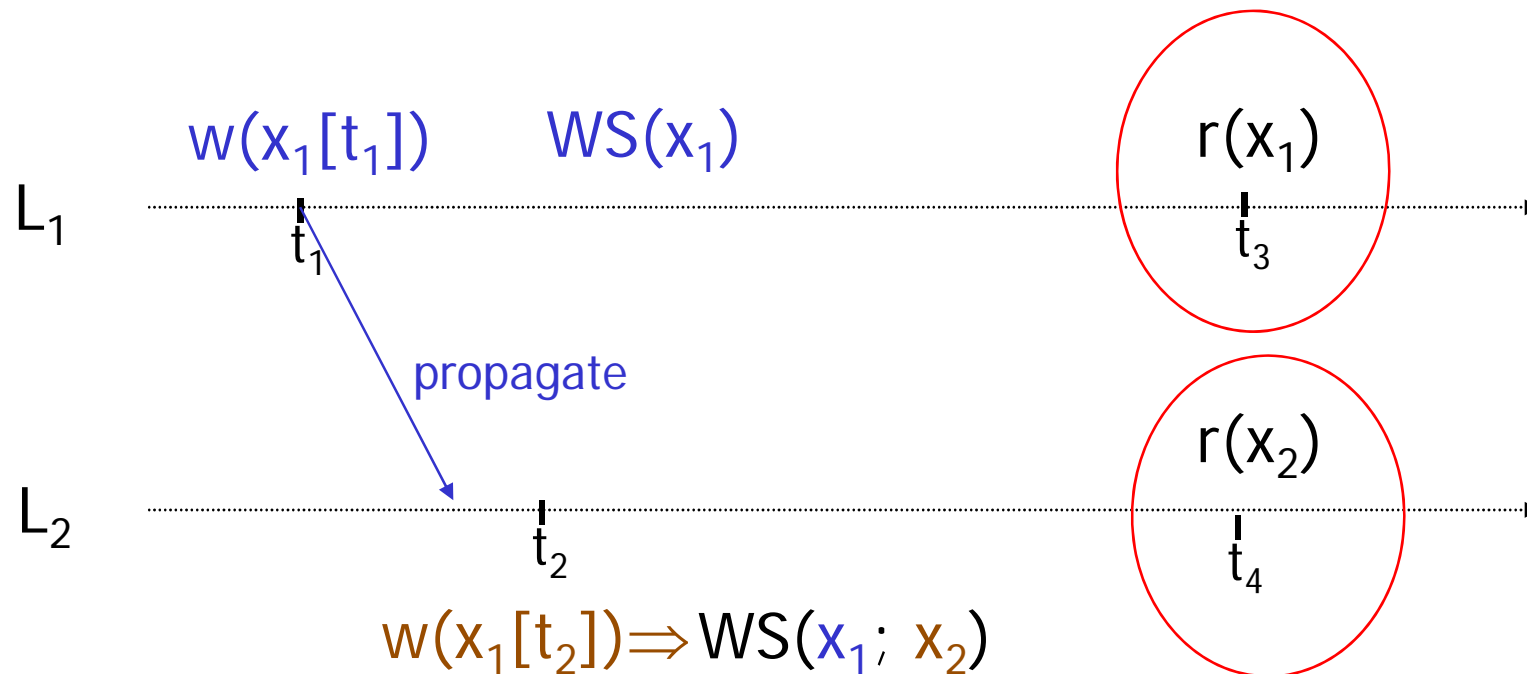 w(x₁[t₁]) WS(x₁) r(x₁)
L₁
t₁ t₃
propagate
r(x₂)
L₂
t₂ t₄
w(x₁[t₂])⇒WS(x₁; x₂)